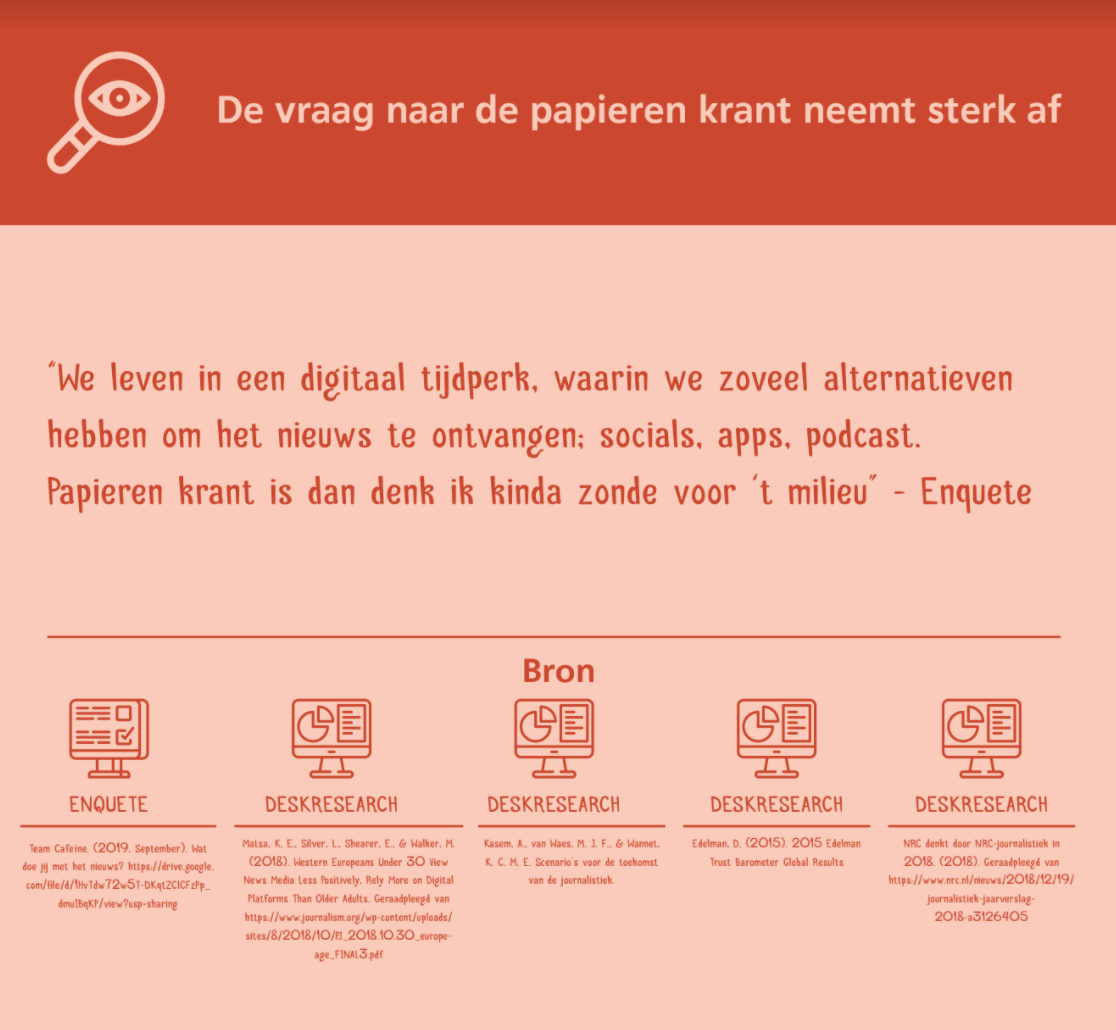 De vraag naar de papieren krant neemt sterk af
"We leven in een digitaal tijdperk, waarin we zoveel alternatieven
hebben om het nieuws te ontvangen; socials, apps, podcast.
Papieren krant is dan denk ik kinda zonde voor 't milieu" - Enquete
Bron
ENQUETE
Team Cafeïne. (2019, September). Wat
doe jij met het nieuws? https://drive.google.
com/file/d/1HvTdw72w5T-DKqtZC1CFzPp_
dmuIBqKP/view?usp=sharing
DESKRESEARCH
Matsa, K. E., Silver, L., Shearer, E., & Walker, M.
(2018). Western Europeans Under 30 View
News Media Less Positively, Rely More on Digital
Platforms Than Older Adults. Geraadpleegd van
https://www.journalism.org/wp-content/uploads/
sites/8/2018/10/PJ_2018.10.30_europe-
age_FINAL3.pdf
DESKRESEARCH
Kasem, A., van Waes, M. J. F., & Wannet,
K. C. M. E. Scenario's voor de toekomst
van de journalistiek.
DESKRESEARCH
Edelman, D. (2015). 2015 Edelman
Trust Barometer Global Results
DESKRESEARCH
NRC denkt door NRC-journalistiek in
2018. (2018). Geraadpleegd van
https://www.nrc.nl/nieuws/2018/12/19/
journalistiek-jaarverslag-
2018-a3126405